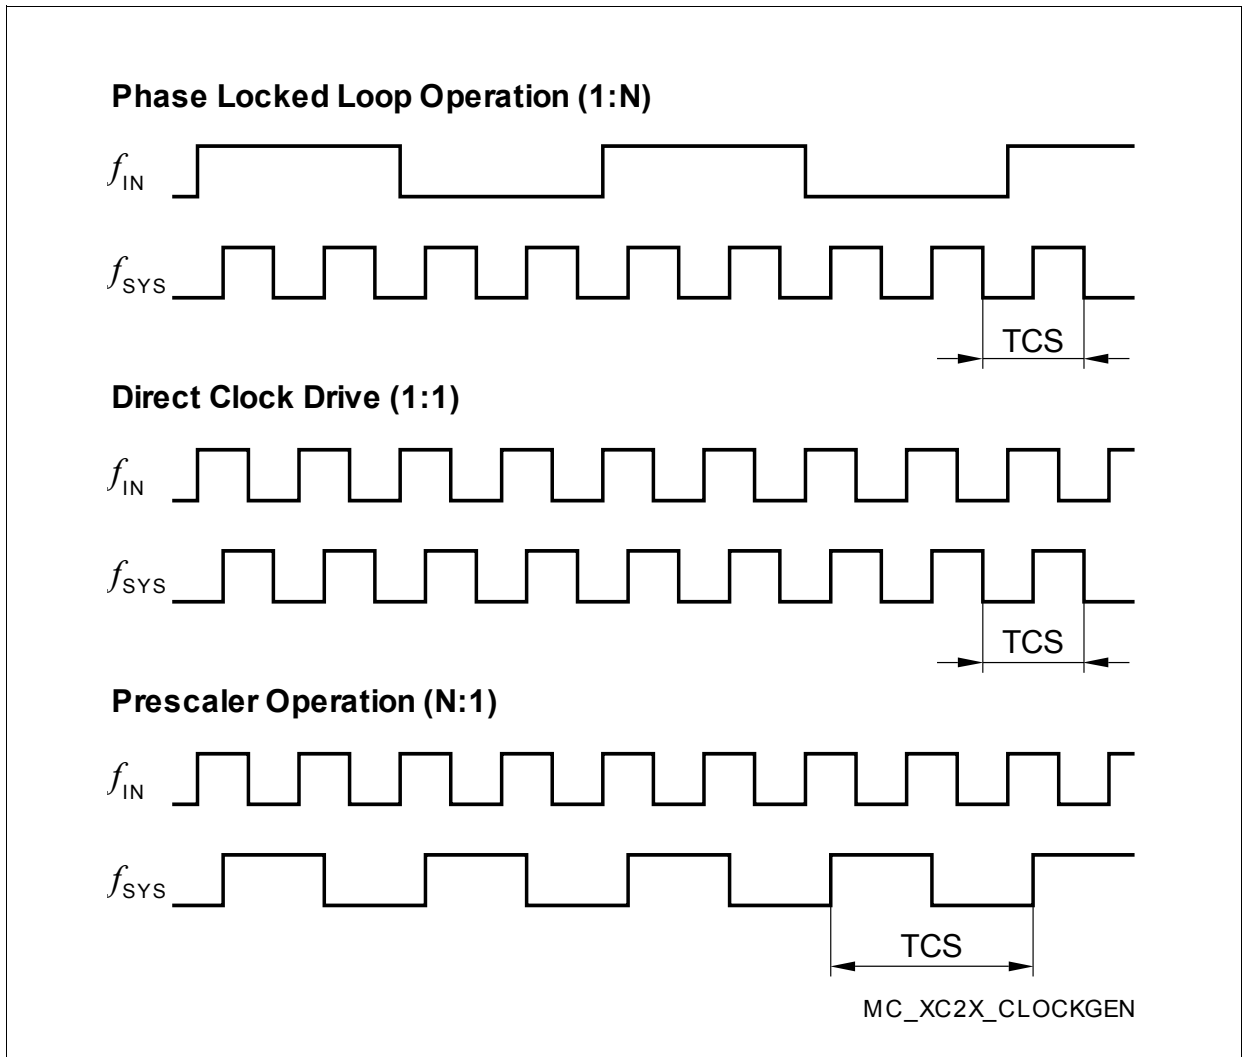 Phase Locked Loop Operation (1:N)
fIN
fSYS
TCS
Direct Clock Drive (1:1)
fIN
fSYS
TCS
Prescaler Operation (N:1)
fIN
fSYS
TCS
MC_XC2X_CLOCKGEN